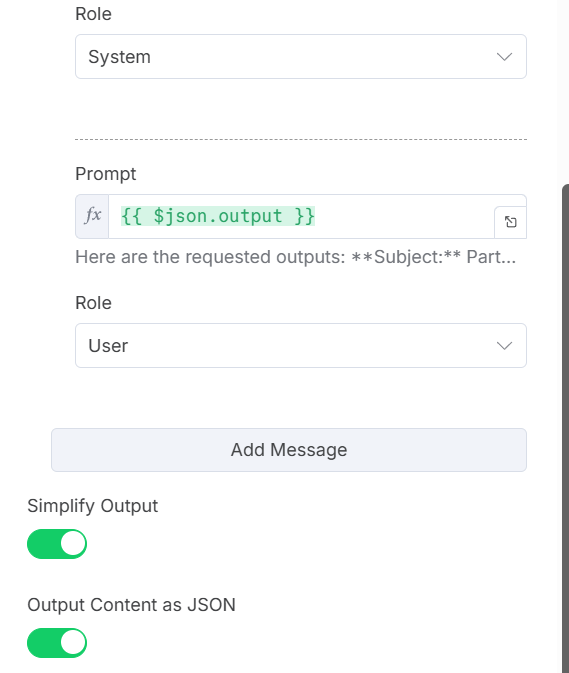 Role
System
Prompt
fx {{ $json.output }}
Here are the requested outputs: **Subject:** Part...
Role
User
Add Message
Simplify Output
Output Content as JSON